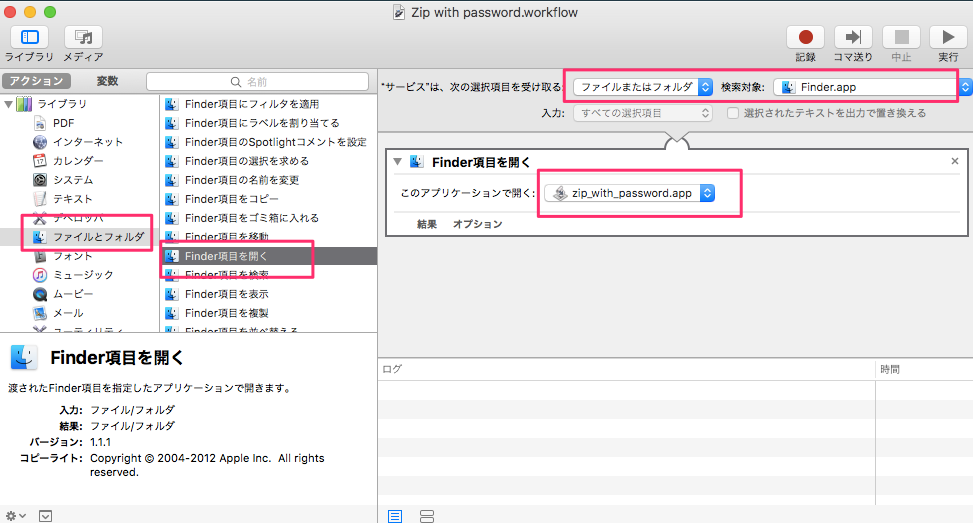 Zip with password.workflow
ライブラリ
メディア
記録
コマ送り
中止
実行
アクション
変数
名前
ライブラリ
PDF
インターネット
カレンダー
システム
テキスト
デベロッパ
ファイルとフォルダ
フォント
ミュージック
ムービー
メール
ユーティリティ
Finder項目にフィルタを適用
Finder項目にラベルを割り当てる
Finder項目のSpotlightコメントを設定
Finder項目の選択を求める
Finder項目の名前を変更
Finder項目をコピー
Finder項目をゴミ箱に入れる
Finder項目を移動
Finder項目を開く
Finder項目を検索
Finder項目を表示
Finder項目を複製
Finder項目を並べ替える
Finder項目を開く
渡されたFinder項目を指定したアプリケーションで開きます。
入力: ファイル/フォルダ
結果: ファイル/フォルダ
バージョン: 1.1.1
コピーライト: Copyright © 2004-2012 Apple Inc. All rights
reserved.
"サービス"は、次の選択項目を受け取る: ファイルまたはフォルダ 検索対象: Finder.app
入力: すべての選択項目 選択されたテキストを出力で置き換える
Finder項目を開く
このアプリケーションで開く: zip_with_password.app
結果 オプション
ログ
時間